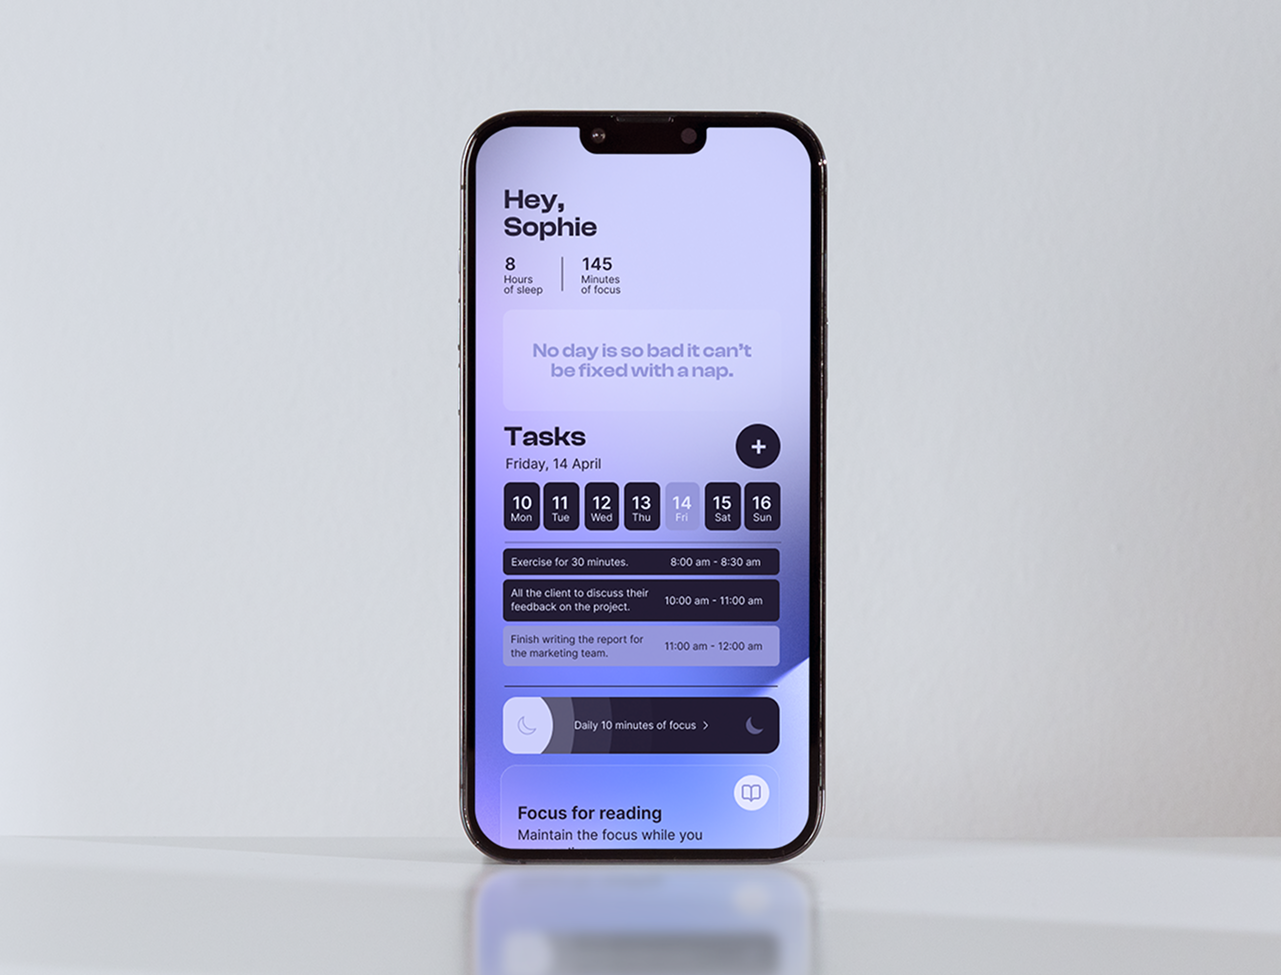 Hey,
Sophie
8
Hours
of sleep
145
Minutes
of focus
No day is so bad it can't
be fixed with a nap.
Tasks
+
Friday, 14 April
10 11 12 13 14 15 16
Mon Tue Wed Thu Fri Sat Sun
Exercise for 30 minutes. 8:00 am - 8:30 am
All the client to discuss their
feedback on the project.
10:00 am - 11:00 am
Finish writing the report for
the marketing team.
11:00 am - 12:00 am
Daily 10 minutes of focus >
Focus for reading
Maintain the focus while you